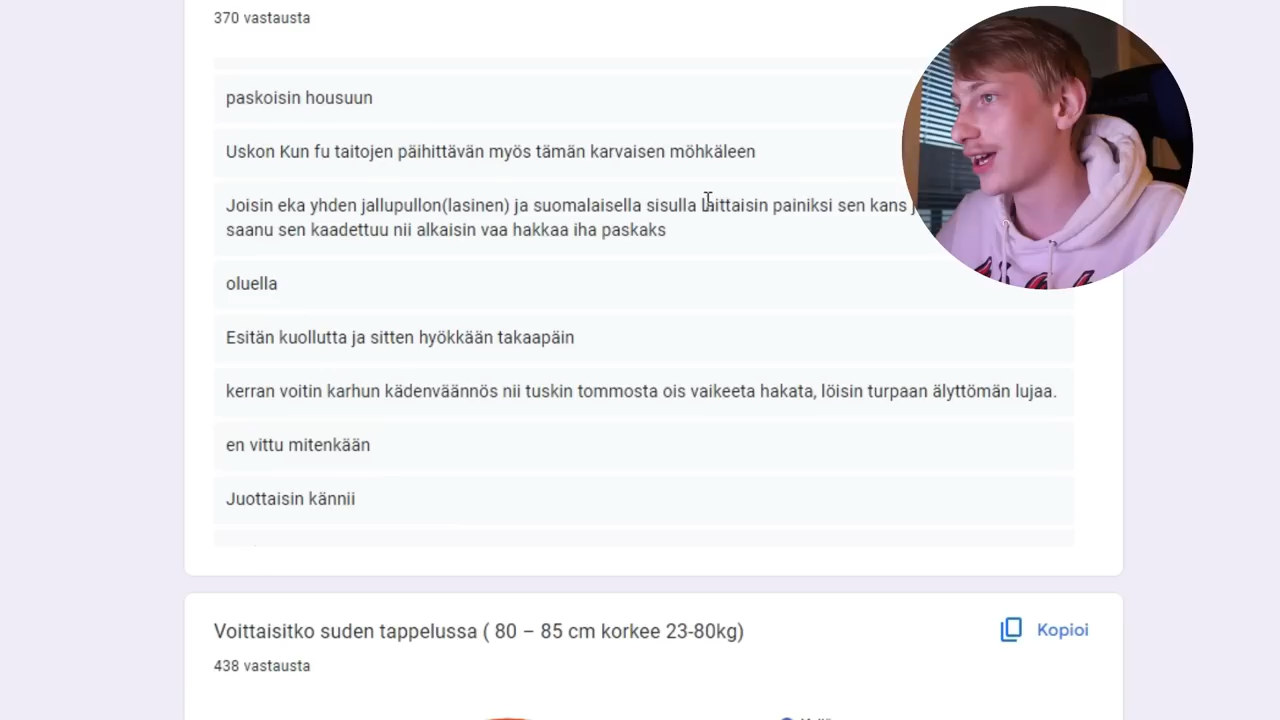 370 vastausta
paskoisin housuun
Uskon Kun fu taitojen päihittävän myös tämän karvaisen möhkäleen
Joisin eka yhden jallupullon(lasinen) ja suomalaisella sisulla laittaisin painiksi sen kans
saanu sen kaadettuu nii alkaisin vaa hakkaa iha paskaks
oluella
Esitän kuollutta ja sitten hyökkään takaapäin
kerran voitin karhun kädenväännös nii tuskin tommosta ois vaikeeta hakata, löisin turpaan älyttömän lujaa.
en vittu mitenkään
Juottaisin kännii
Voittaisitko suden tappelussa ( 80 – 85 cm korkee 23-80kg)
Kopioi
438 vastausta